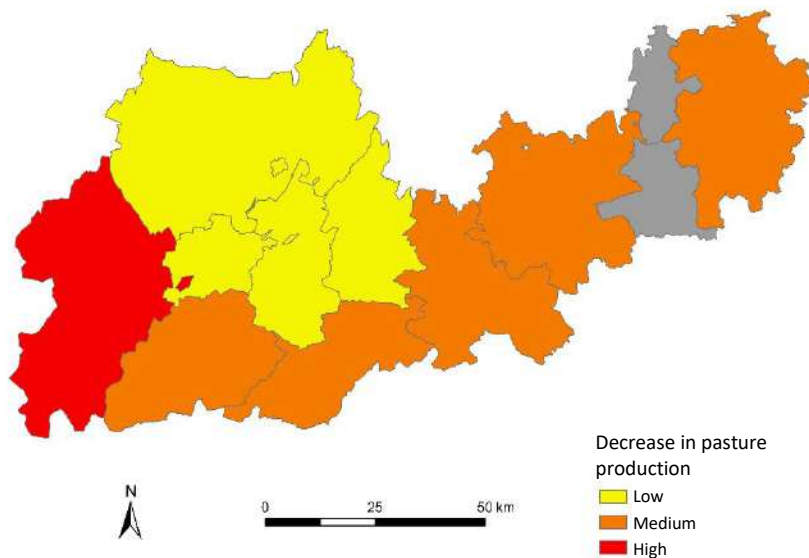 Decrease in pasture
production
Low
Medium
High
N
0 25 50 km